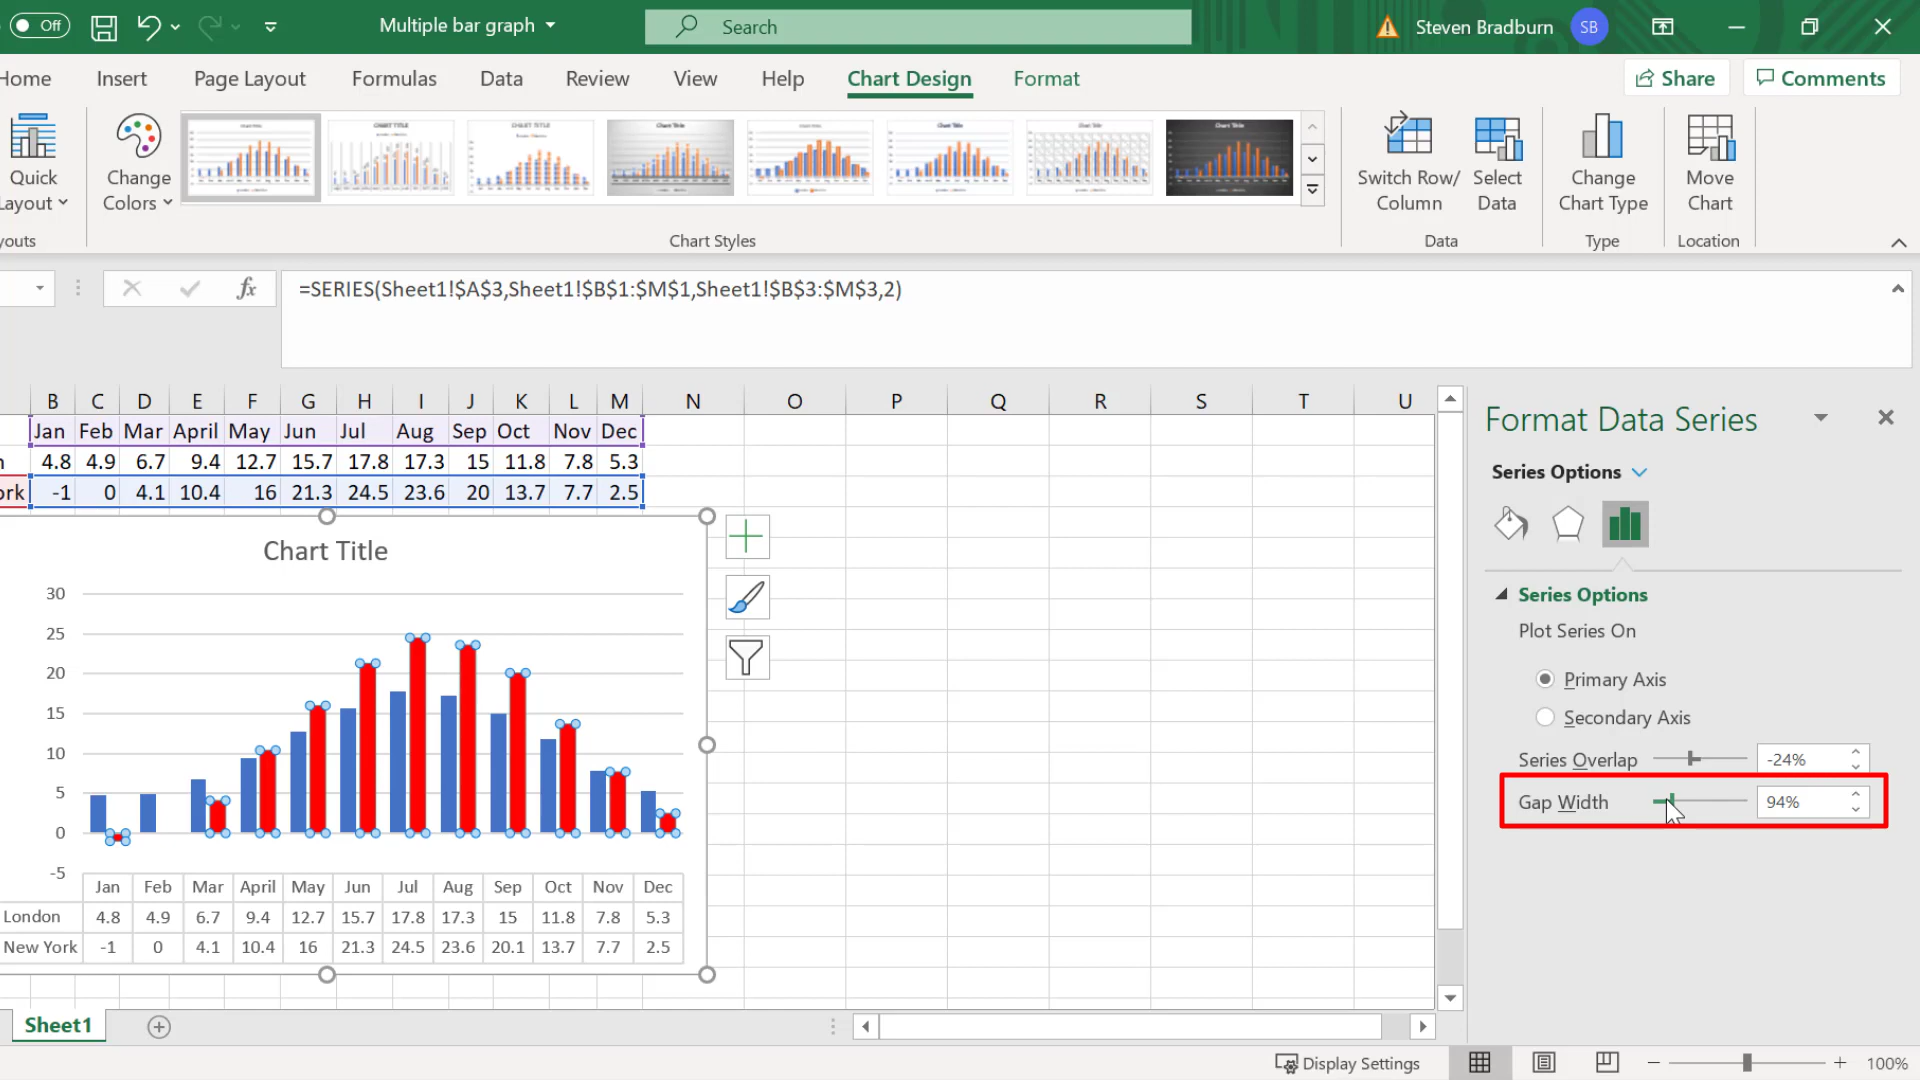 Off
Multiple bar graph
Search
Steven Bradburn
SB
Home
Insert
Page Layout
Formulas
Data
Review
View
Help
Chart Design
Format
Share
Comments
Quick
Layout
Change
Colors
Chart Styles
Switch Row/
Column
Select
Data
Data
Change
Chart Type
Type
Move
Chart
Location
youts
fx
=SERIES(Sheet1!$A$3,Sheet1!$B$1:$M$1,Sheet1!$B$3:$M$3,2)
B C D E F G H I J K L M N O P Q R S T U
Jan Feb Mar April May Jun Jul Aug Sep Oct Nov Dec
n 4.8 4.9 6.7 9.4 12.7 15.7 17.8 17.3 15 11.8 7.8 5.3
ork -1 0 4.1 10.4 16 21.3 24.5 23.6 20 13.7 7.7 2.5
Chart Title
30
25
20
15
10
5
0
-5
Jan Feb Mar April May Jun Jul Aug Sep Oct Nov Dec
London 4.8 4.9 6.7 9.4 12.7 15.7 17.8 17.3 15 11.8 7.8 5.3
New York -1 0 4.1 10.4 16 21.3 24.5 23.6 20.1 13.7 7.7 2.5
Format Data Series
Series Options
Series Options
Plot Series On
Primary Axis
Secondary Axis
Series Overlap -24%
Gap Width 94%
Sheet1
Display Settings
100%